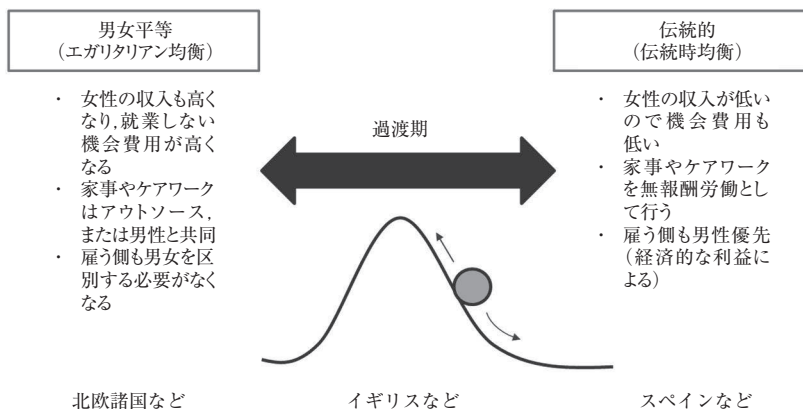 男女平等
（エガリタリアン均衡）
・ 女性の収入も高く
なり，就業しない
機会費用が高く
なる
・ 家事やケアワーク
はアウトソース，
または男性と共同
・ 雇う側も男女を区
別する必要がなく
なる
北欧諸国など
過渡期
イギリスなど
伝統的
（伝統時均衡）
・ 女性の収入が低い
ので機会費用も
低い
・ 家事やケアワーク
を無報酬労働とし
て行う
・ 雇う側も男性優先
（経済的な利益に
よる）
スペインなど